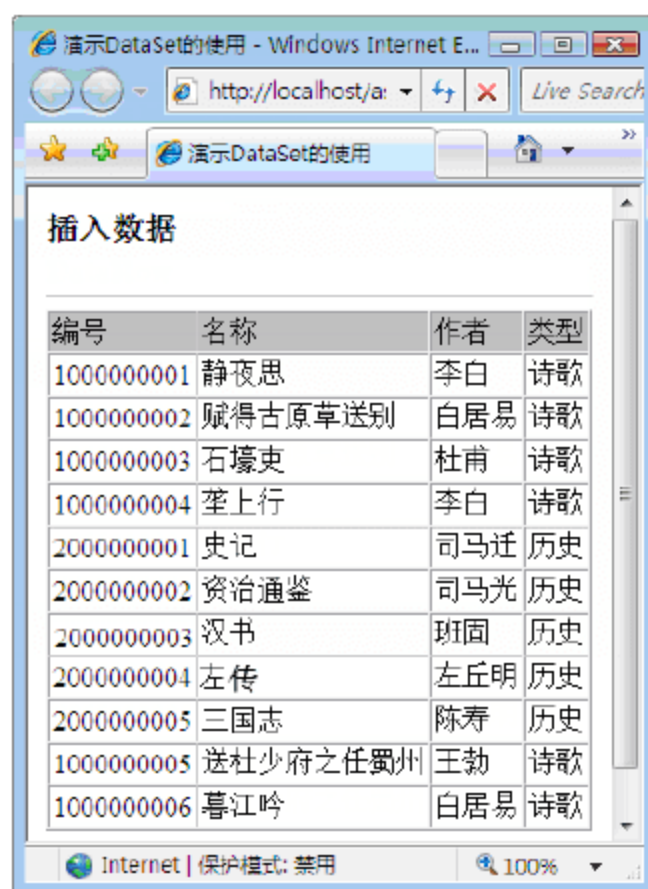 演示DataSet的使用 - Windows Internet E...
http://localhost/a: Live Search
演示DataSet的使用
插入数据
编号 名称 作者 类型
1000000001 静夜思 李白 诗歌
1000000002 赋得古原草送别 白居易 诗歌
1000000003 石壕吏 杜甫 诗歌
1000000004 垄上行 李白 诗歌
2000000001 史记 司马迁 历史
2000000002 资治通鉴 司马光 历史
2000000003 汉书 班固 历史
2000000004 左传 左丘明 历史
2000000005 三国志 陈寿 历史
1000000005 送杜少府之任蜀州 王勃 诗歌
1000000006 暮江吟 白居易 诗歌
Internet | 保护模式: 禁用 100%